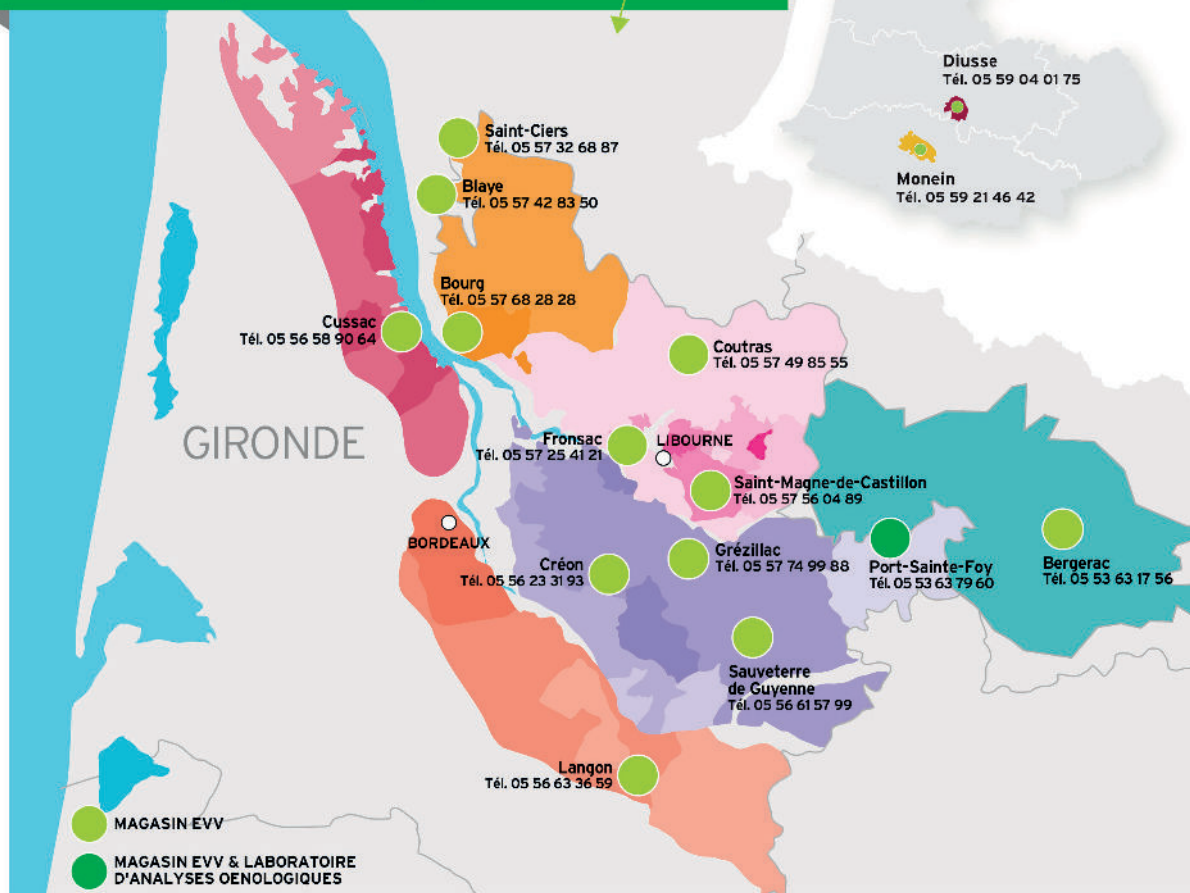 Diusse
Tél. 05 59 04 01 75
Monein
Tél. 05 59 21 46 42
Saint-Ciers
Tél. 05 57 32 68 87
Blaye
Tél. 05 57 42 83 50
Bourg
Tél. 05 57 68 28 28
Cussac
Tél. 05 56 58 90 64
Coutras
Tél. 05 57 49 85 55
GIRONDE
Fronsac
Tél. 05 57 25 41 21
LIBOURNE
Saint-Magne-de-Castillon
Tél. 05 57 56 04 89
BORDEAUX
Créon
Tél. 05 56 23 31 93
Grézillac
Tél. 05 57 74 99 88
Port-Sainte-Foy
Tél. 05 53 63 79 60
Bergerac
Tél. 05 53 63 17 56
Sauveterre
de Guyenne
Tél. 05 56 61 57 99
Langon
Tél. 05 56 63 36 59
MAGASIN EVV
MAGASIN EVV & LABORATOIRE
D'ANALYSES OENOLOGIQUES